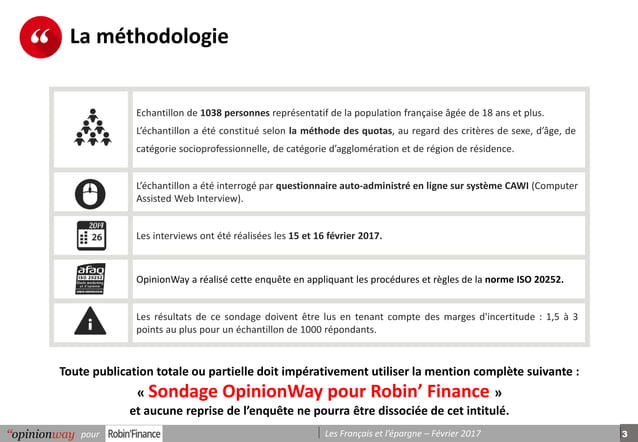 “
La méthodologie
Echantillon de 1038 personnes représentatif de la population française âgée de 18 ans et plus.
L’échantillon a été constitué selon la méthode des quotas, au regard des critères de sexe, d’âge, de
catégorie socioprofessionnelle, de catégorie d’agglomération et de région de résidence.
L’échantillon a été interrogé par questionnaire auto-administré en ligne sur système CAWI (Computer
Assisted Web Interview).
2014
26
Les interviews ont été réalisées les 15 et 16 février 2017.
afaq
ISO 20252
Etude marketing
et d'opinion
OpinionWay a réalisé cette enquête en appliquant les procédures et règles de la norme ISO 20252.
Les résultats de ce sondage doivent être lus en tenant compte des marges d'incertitude : 1,5 à 3
points au plus pour un échantillon de 1000 répondants.
Toute publication totale ou partielle doit impérativement utiliser la mention complète suivante :
« Sondage OpinionWay pour Robin’ Finance »
et aucune reprise de l’enquête ne pourra être dissociée de cet intitulé.
“opinionway pour Robin'Finance Les Français et l’épargne – Février 2017 3